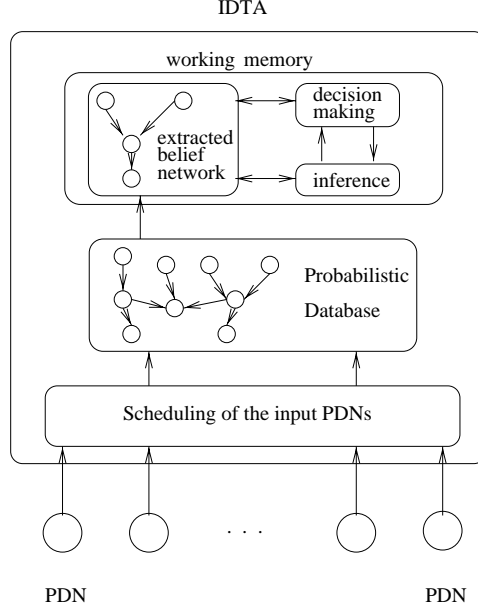 IDTA
working memory
decision
making
extracted
belief
network
inference
Probabilistic
Database
Scheduling of the input PDNs
. . .
PDN
PDN